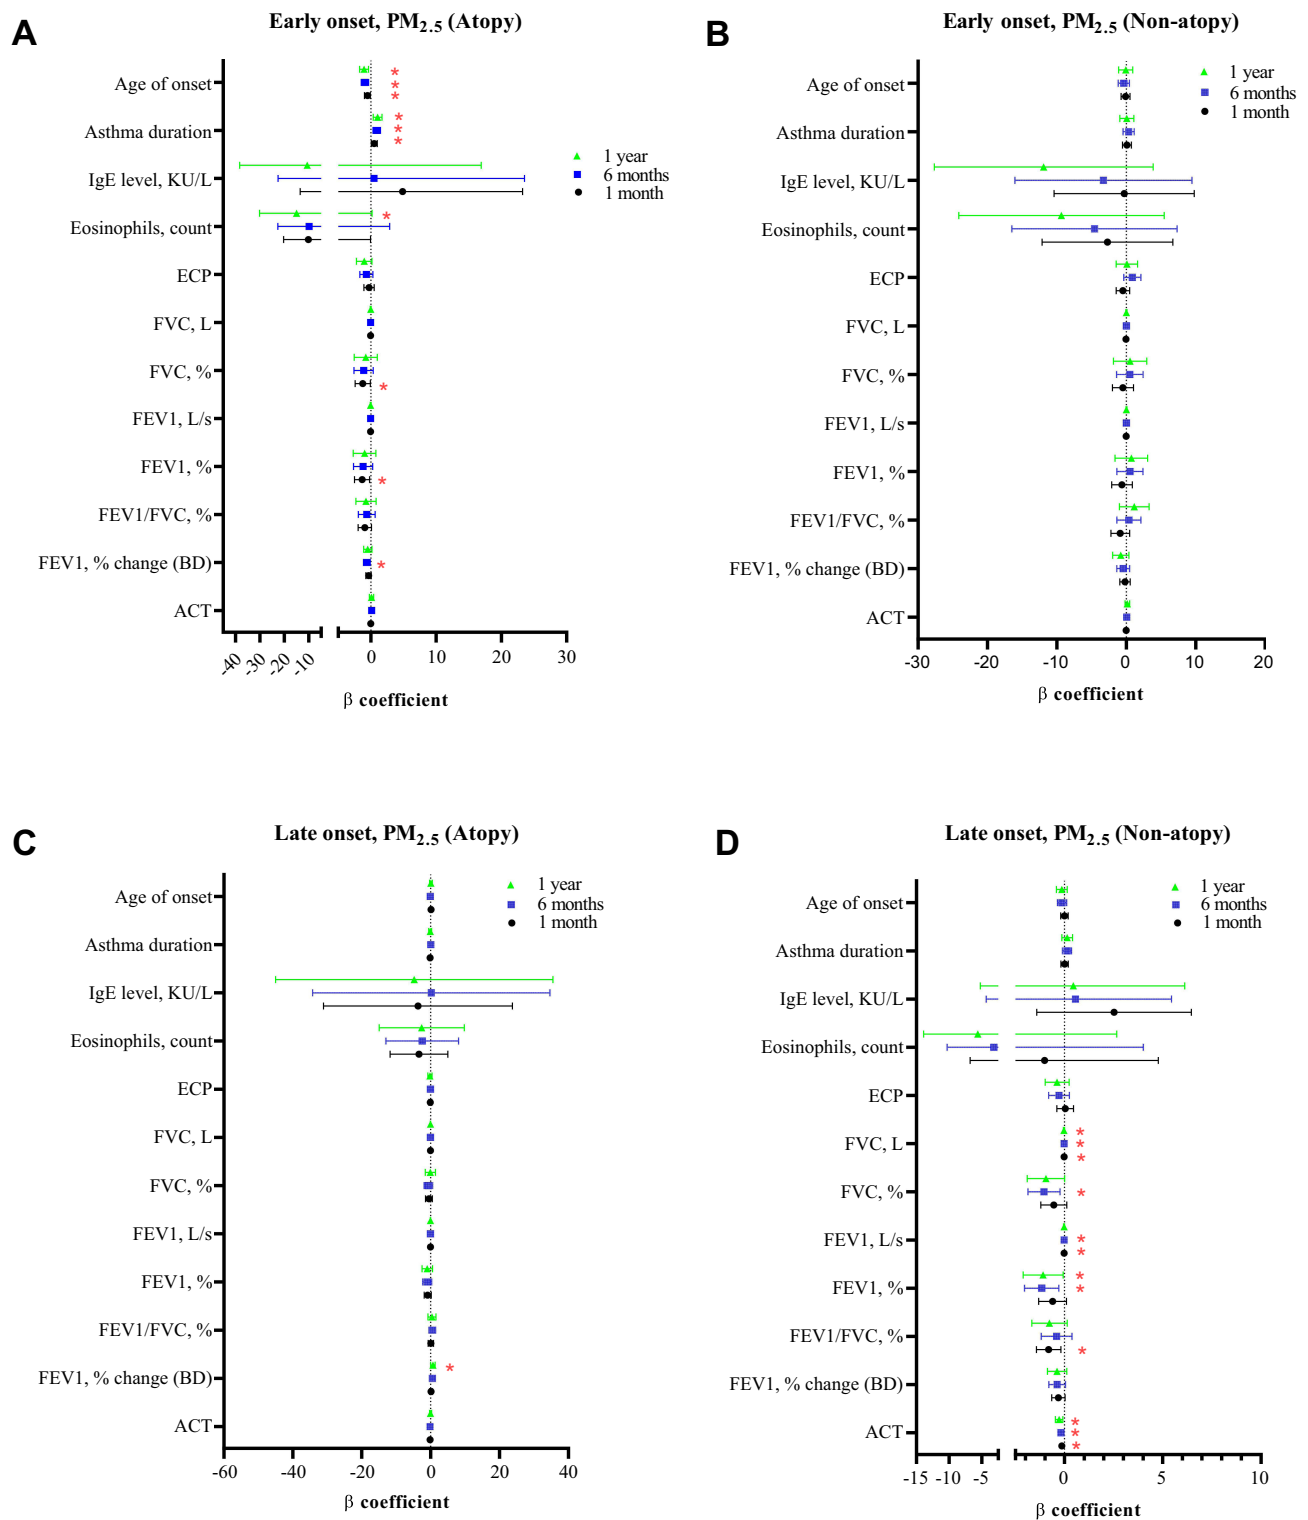 A
Early onset, PM2.5 (Atopy)
Age of onset
*
*
*
Asthma duration
*
*
*
IgE level, KU/L
Eosinophils, count
*
ECP
FVC, L
FVC, %
*
FEV1, L/s
FEV1, %
*
FEV1/FVC, %
FEV1, % change (BD)
*
ACT
1 year
6 months
1 month
-40 -30 -20 -10 0 10 20 30
β coefficient
B
Early onset, PM2.5 (Non-atopy)
Age of onset
Asthma duration
IgE level, KU/L
Eosinophils, count
ECP
FVC, L
FVC, %
FEV1, L/s
FEV1, %
FEV1/FVC, %
FEV1, % change (BD)
ACT
1 year
6 months
1 month
-30 -20 -10 0 10 20
β coefficient
C
Late onset, PM2.5 (Atopy)
Age of onset
Asthma duration
IgE level, KU/L
Eosinophils, count
ECP
FVC, L
FVC, %
FEV1, L/s
FEV1, %
FEV1/FVC, %
FEV1, % change (BD)
*
ACT
1 year
6 months
1 month
-60 -40 -20 0 20 40
β coefficient
D
Late onset, PM2.5 (Non-atopy)
Age of onset
Asthma duration
IgE level, KU/L
Eosinophils, count
ECP
FVC, L
*
*
*
FVC, %
*
FEV1, L/s
*
*
FEV1, %
*
*
FEV1/FVC, %
*
FEV1, % change (BD)
ACT
*
*
*
1 year
6 months
1 month
-15 -10 -5 0 5 10
β coefficient